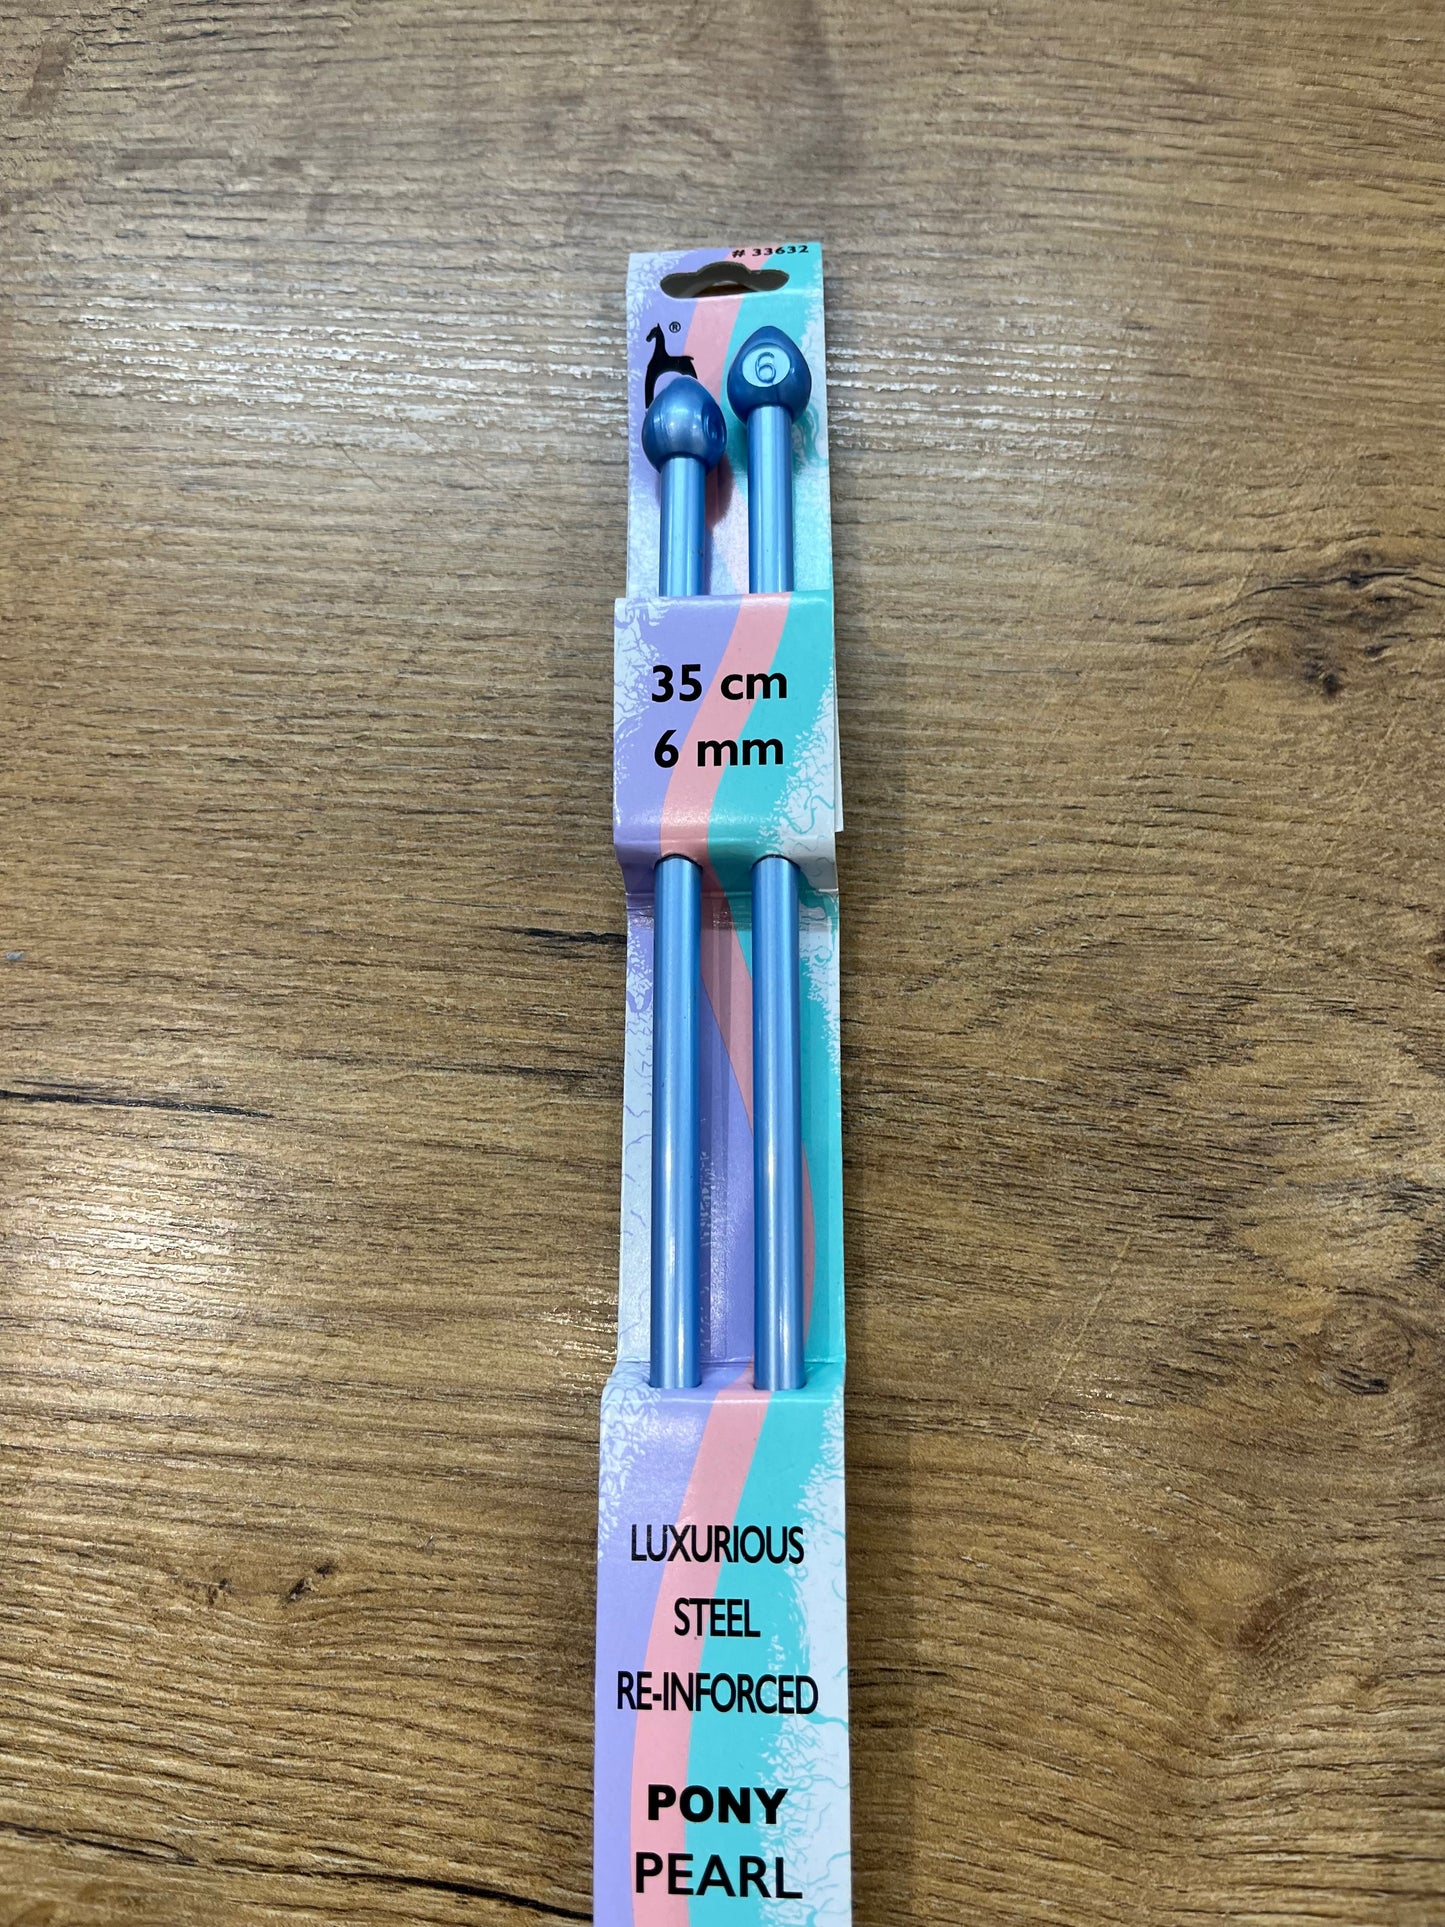 # 33632
®
6
35 cm
6 mm
LUXURIOUS
STEEL
RE-INFORCED
PONY
PEARL